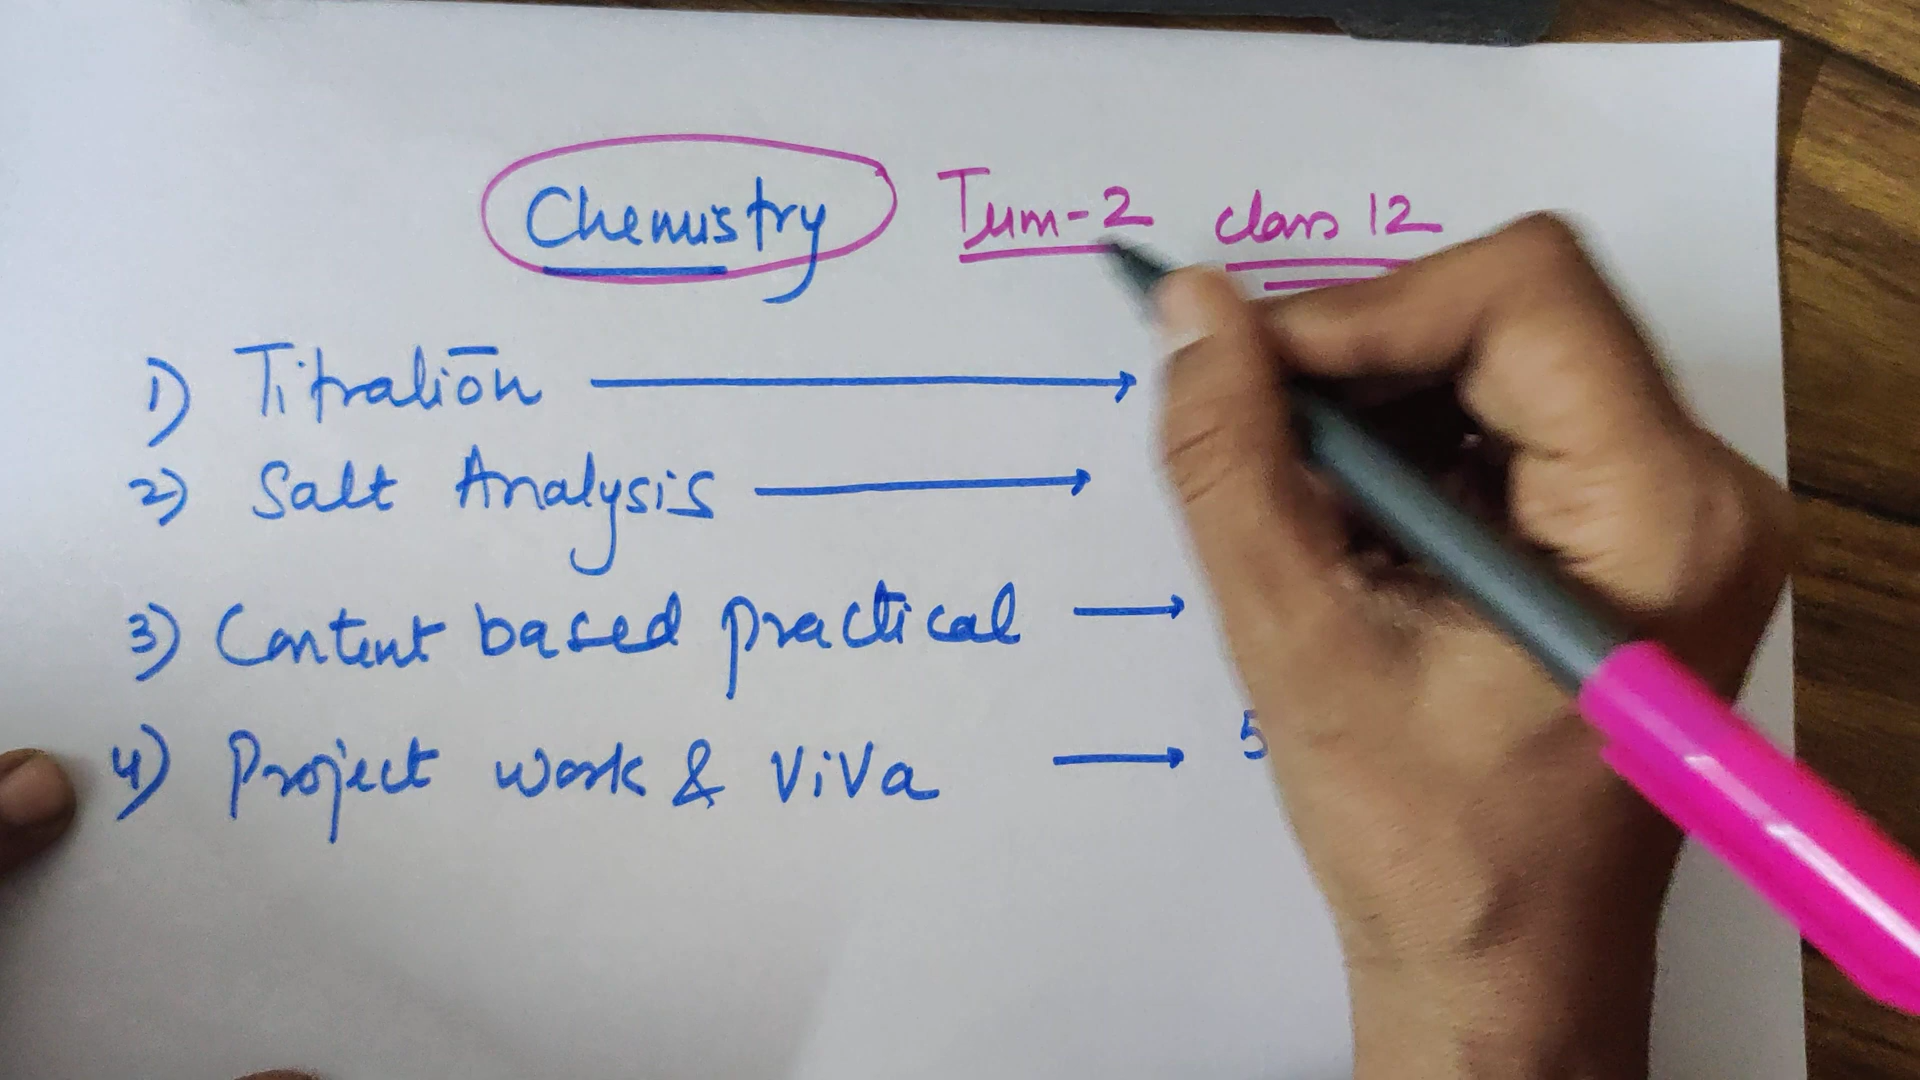 Chemistry Term-2 class 12
1) Titration →
2) Salt Analysis →
3) Content based practical →
4) Project work & ViVa → 5